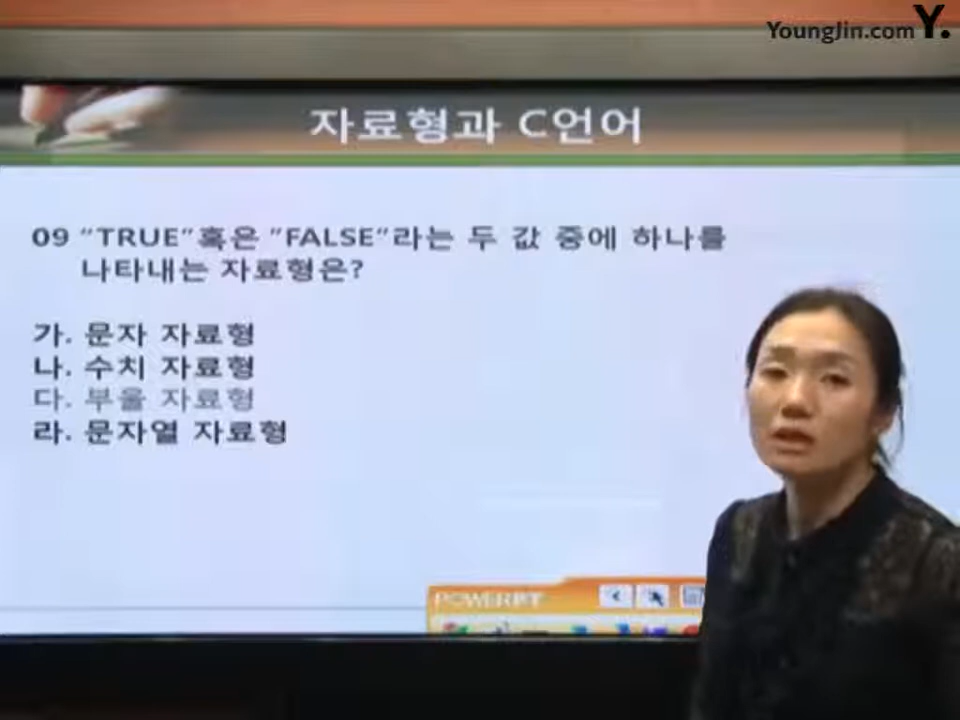 YoungJin.com Y.
자료형과 C언어
09 "TRUE"혹은 "FALSE"라는 두 값 중에 하나를
나타내는 자료형은?
가. 문자 자료형
나. 수치 자료형
다. 부울 자료형
라. 문자열 자료형
POWERPT